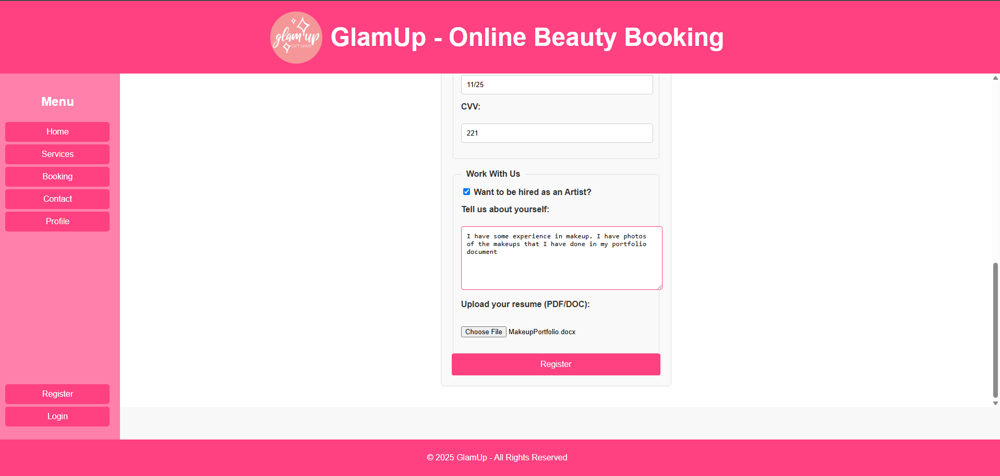 glam up
GIFT SHOP
GlamUp - Online Beauty Booking
Menu
Home
Services
Booking
Contact
Profile
Register
Login
11/25
CVV:
221
Work With Us
Want to be hired as an Artist?
Tell us about yourself:
I have some experience in makeup. I have photos
of the makeups that I have done in my portfolio
document
Upload your resume (PDF/DOC):
Choose File MakeupPortfolio.docx
Register
© 2025 GlamUp - All Rights Reserved